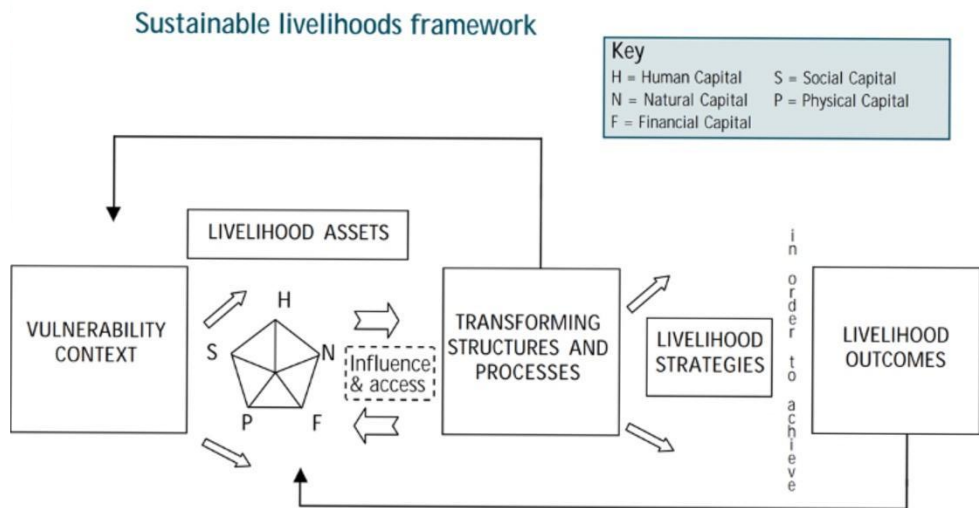 Sustainable livelihoods framework
Key
H = Human Capital S = Social Capital
N = Natural Capital P = Physical Capital
F = Financial Capital
LIVELIHOOD ASSETS
VULNERABILITY
CONTEXT
H
S
N
P
F
Influence
& access
TRANSFORMING
STRUCTURES AND
PROCESSES
LIVELIHOOD
STRATEGIES
in order to achieve
LIVELIHOOD
OUTCOMES